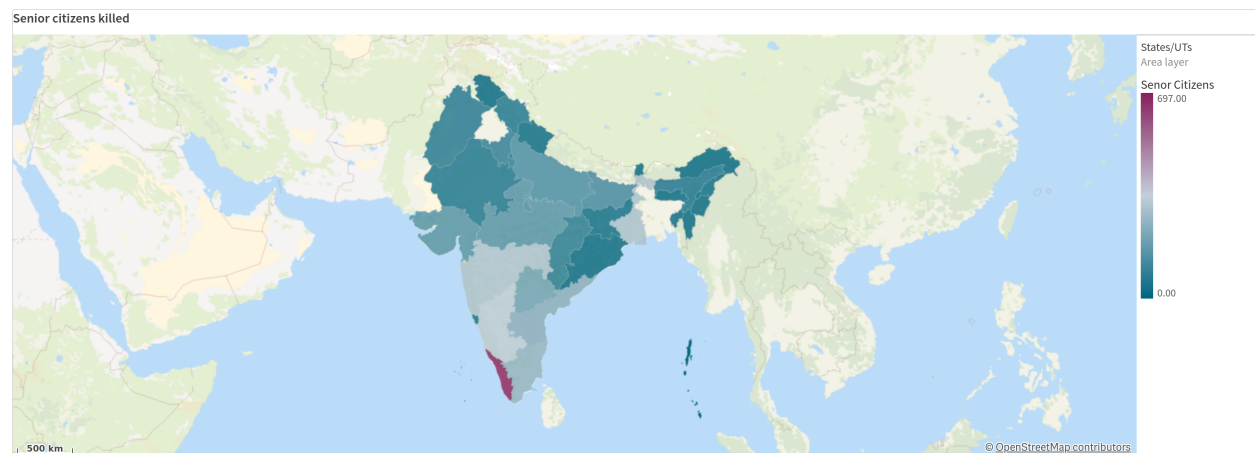 Senior citizens killed
States/UTs
Area layer
Senor Citizens
697.00
0.00
500 km
© OpenStreetMap contributors